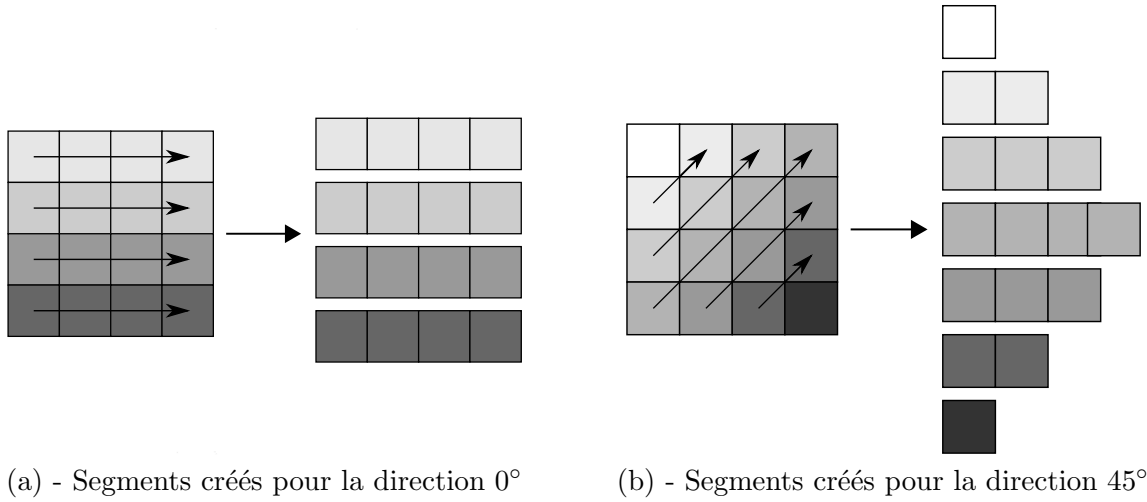 (a) - Segments créés pour la direction 0°
(b) - Segments créés pour la direction 45°